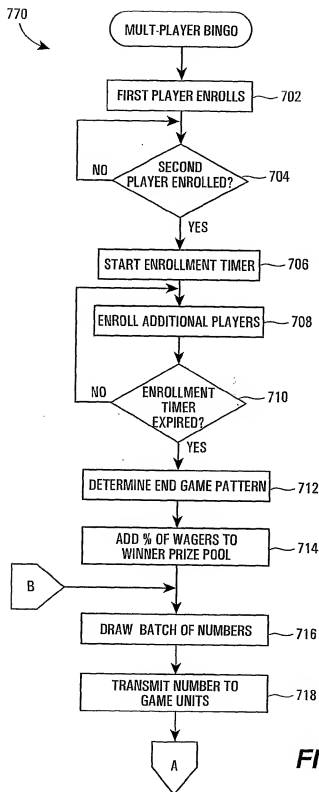 770
MULT-PLAYER BINGO
FIRST PLAYER ENROLLS
702
NO
SECOND
PLAYER ENROLLED?
704
YES
START ENROLLMENT TIMER
706
ENROLL ADDITIONAL PLAYERS
708
NO
ENROLLMENT
TIMER
EXPIRED?
710
YES
DETERMINE END GAME PATTERN
712
ADD % OF WAGERS TO
WINNER PRIZE POOL
714
B
DRAW BATCH OF NUMBERS
716
TRANSMIT NUMBER TO
GAME UNITS
718
A